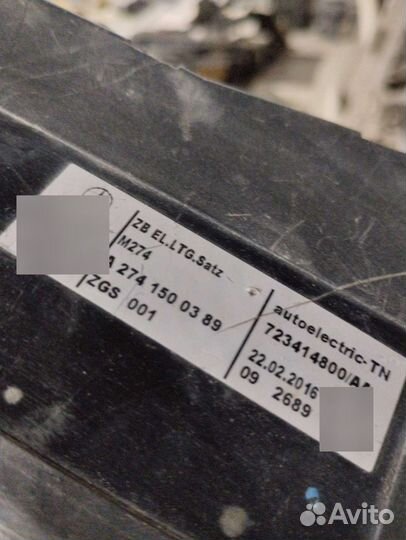 ZB EL.LTG.Satz
M274
A 274 150 03 89
ZGS 001
autoelectric-TN
723414800/AA
22.02.2016
09 2689
Avito